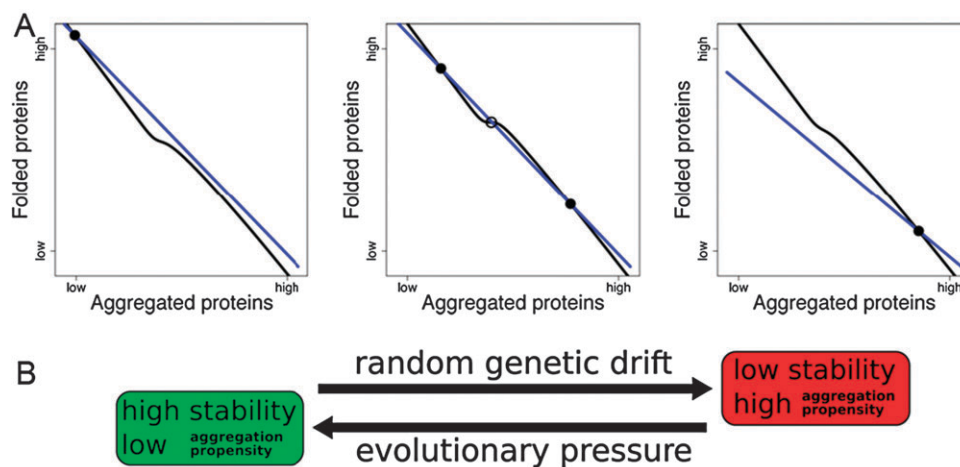 A
high
low
Folded proteins
low
high
Aggregated proteins
high
low
Folded proteins
low
high
Aggregated proteins
high
low
Folded proteins
low
high
Aggregated proteins
B
random genetic drift
evolutionary pressure
high stability
low aggregation
propensity
low stability
high aggregation
propensity